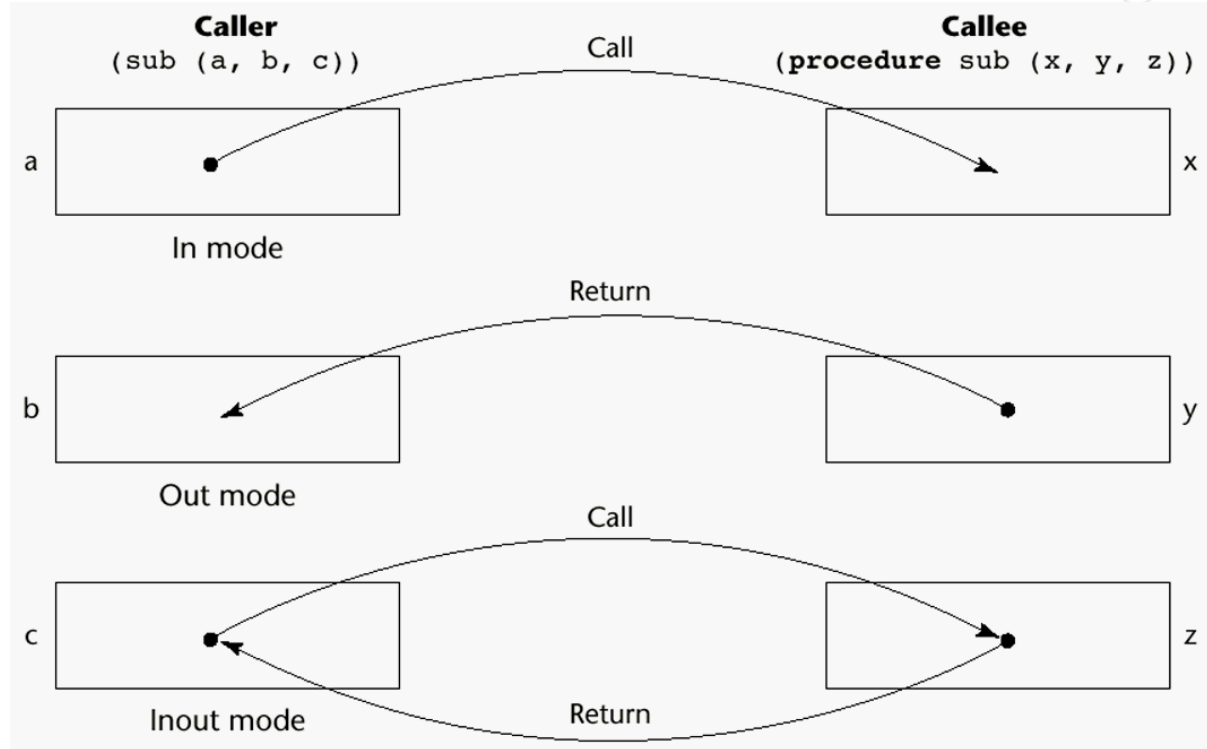 Caller
Callee
(sub (a, b, c))
Call
(procedure sub (x, y, z))
a
x
In mode
Return
b
y
Out mode
Call
c
z
Inout mode
Return